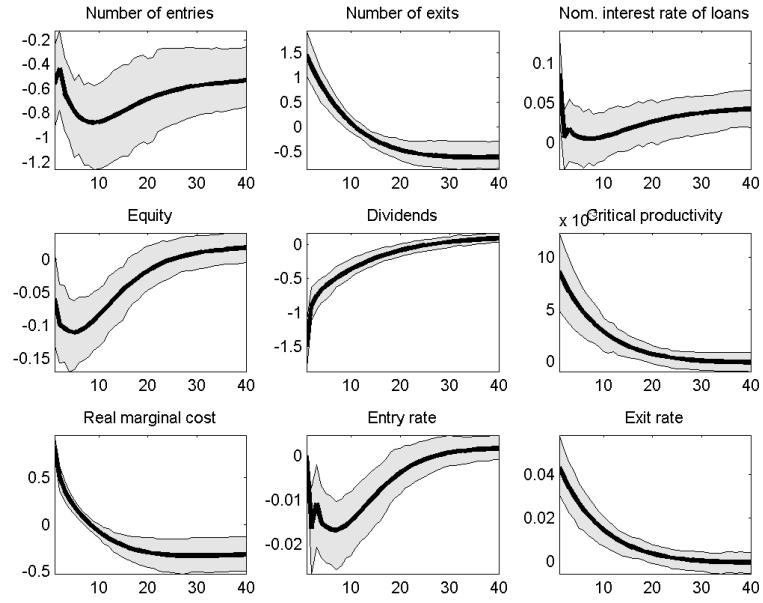 Number of entries
-0.2
-0.4
-0.6
-0.8
-1
-1.2
10 20 30 40
Number of exits
1.5
1
0.5
0
-0.5
10 20 30 40
Nom. interest rate of loans
0.1
0.05
0
10 20 30 40
Equity
0
-0.05
-0.1
-0.15
10 20 30 40
Dividends
0
-0.5
-1
-1.5
10 20 30 40
Critical productivity
x 10
10
5
0
10 20 30 40
Real marginal cost
0.5
0
-0.5
10 20 30 40
Entry rate
0
-0.01
-0.02
10 20 30 40
Exit rate
0.04
0.02
0
10 20 30 40